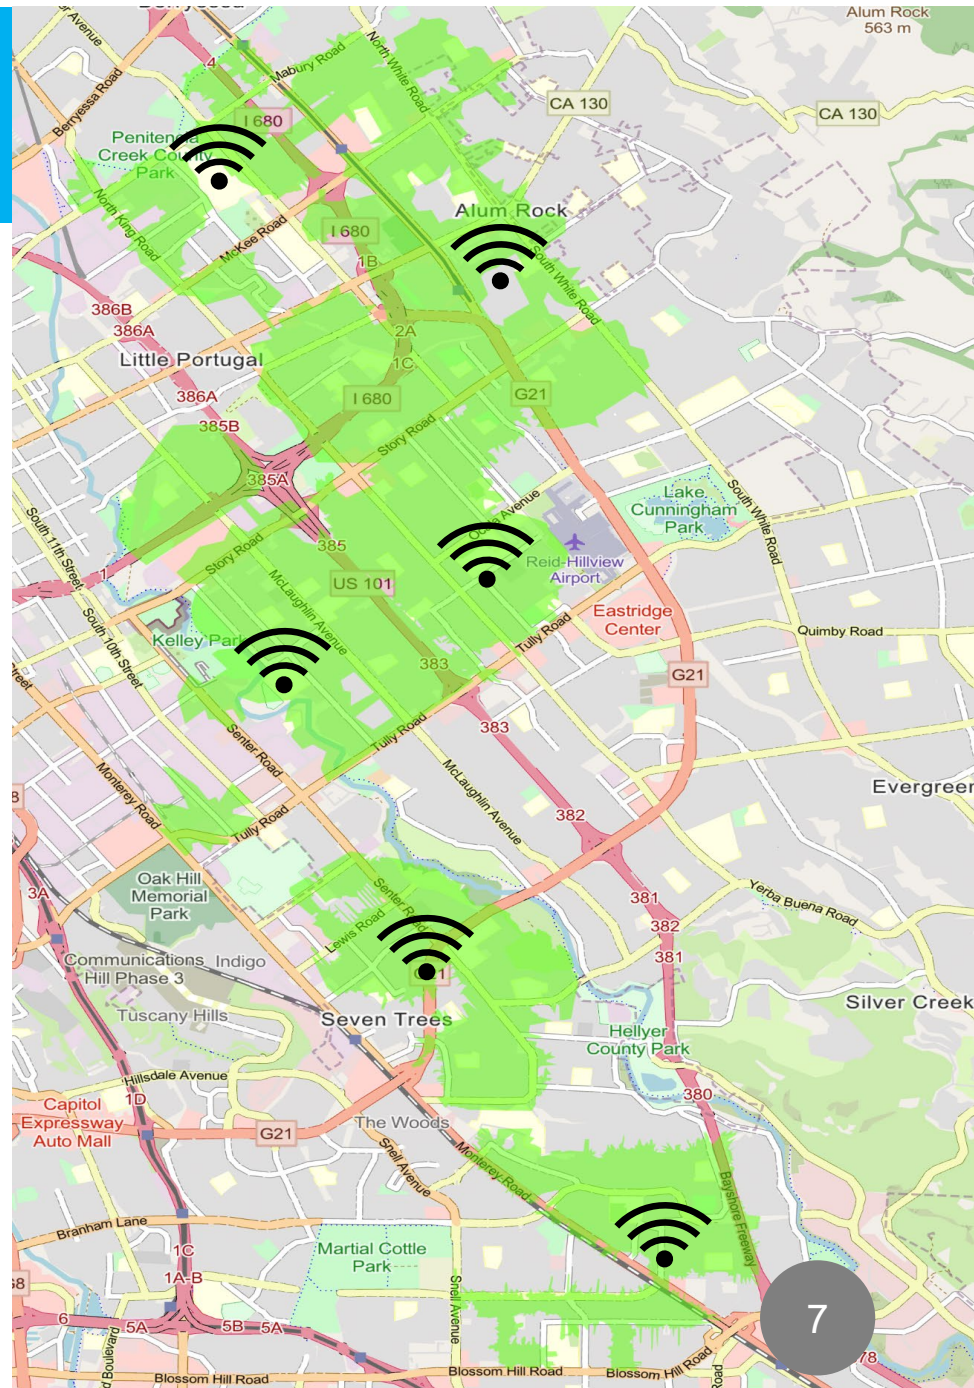 Alum Rock
563 m
Mabury Road
North White Road
Berryessa Road
4
I 680
CA 130
CA 130
Creek County
Park
North King Road
McKee Road
Alum Rock
South White Road
I 680
1B
386B
386A
2A
1C
Little Portugal
386A
385B
I 680
G21
Story Road
385A
South 11th Street
Lake
Cunningham
Park
South White Road
385
Story Road
1
US 101
McLaughlin Avenue
Reid-Hillview
Airport
South 10th Street
Kelley Park
Eastridge
Center
Tully Road
Quimby Road
383
G21
383
Senter Road
Tully Road
Monterey Road
McLaughlin Avenue
Evergreen
382
Tully Road
Oak Hill
Memorial
Park
3A
Senter Road
Lewis Road
381
382
381
Yerba Buena Road
Communications
Hill Phase 3
Indigo
G21
Tuscany Hills
Seven Trees
Silver Creek
Hellyer
County Park
Hillsdale Avenue
1D
380
Capitol
Expressway
Auto Mall
G21
The Woods
Snell Avenue
Monterey Road
Bayshore Freeway
Branham Lane
1C
1A-B
Martial Cottle
Park
Snell Avenue
6
5A
5B
5A
7
Blossom Hill Road
Blossom Hill Road